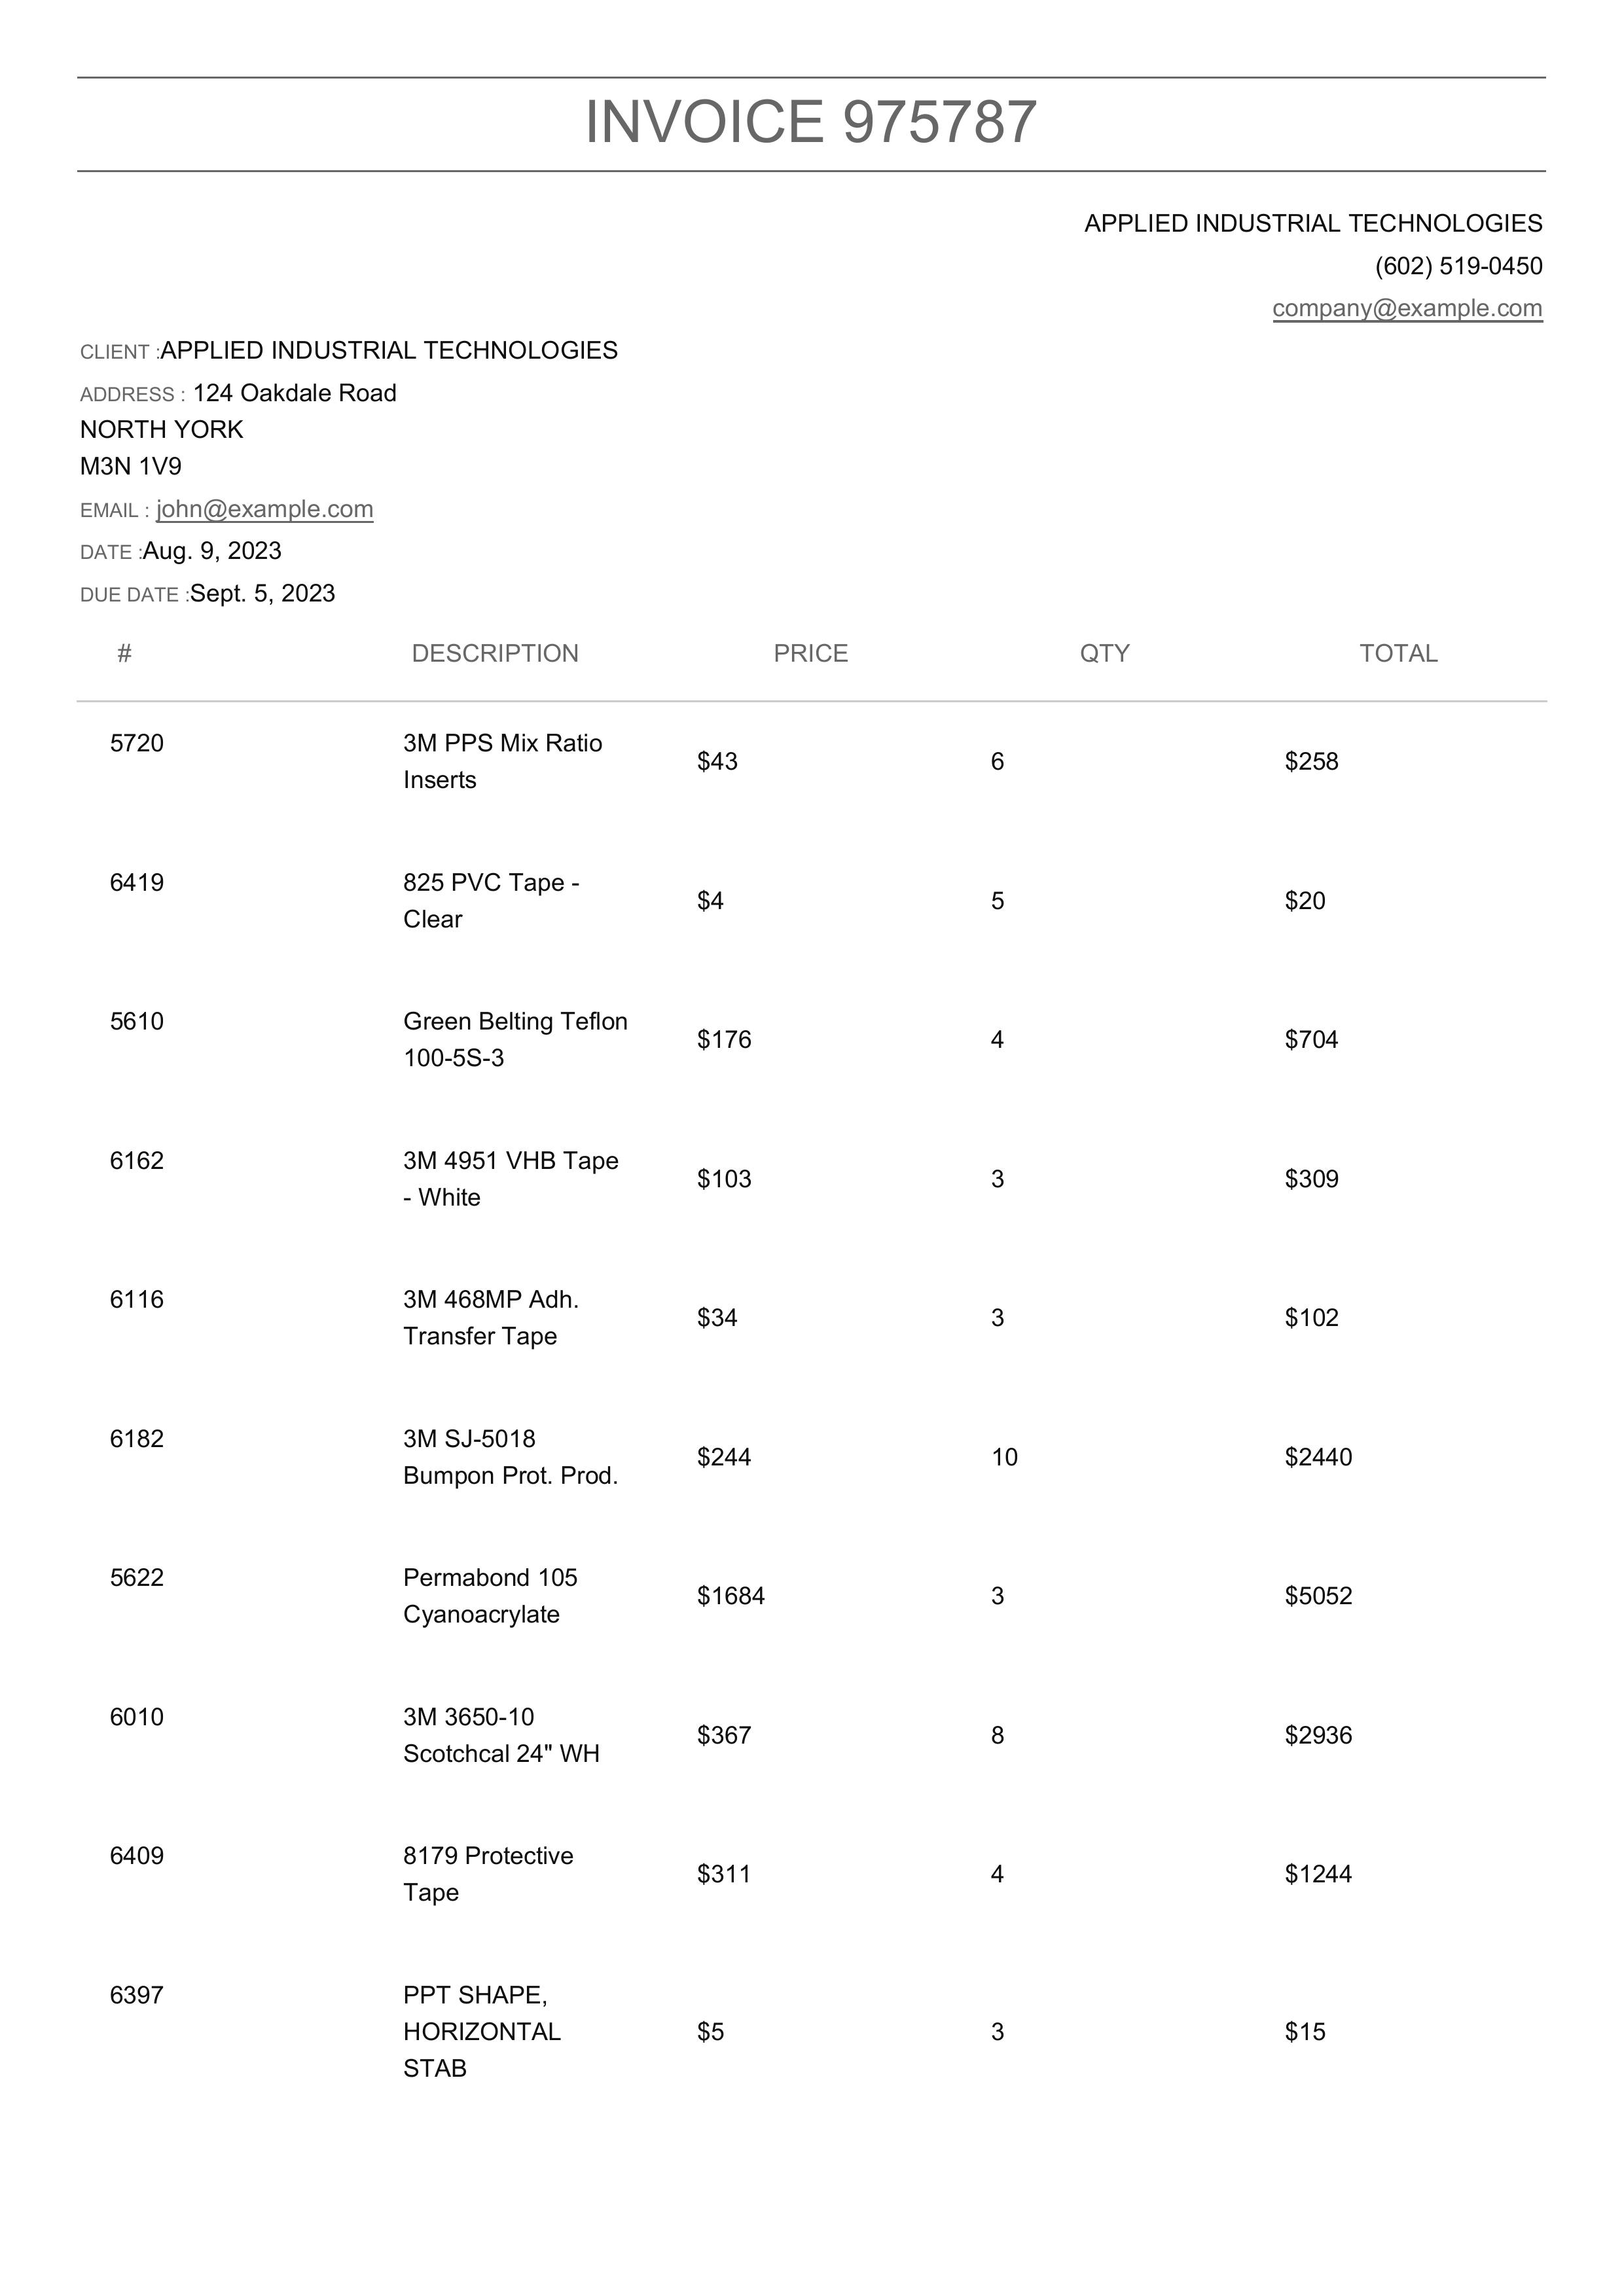 INVOICE 975787
APPLIED INDUSTRIAL TECHNOLOGIES
(602) 519-0450
company@example.com
CLIENT :APPLIED INDUSTRIAL TECHNOLOGIES
ADDRESS : 124 Oakdale Road
NORTH YORK
M3N 1V9
EMAIL : john@example.com
DATE :Aug. 9, 2023
DUE DATE :Sept. 5, 2023
# DESCRIPTION PRICE QTY TOTAL
5720 3M PPS Mix Ratio
Inserts $43 6 $258
6419 825 PVC Tape -
Clear $4 5 $20
5610 Green Belting Teflon
100-5S-3 $176 4 $704
6162 3M 4951 VHB Tape
- White $103 3 $309
6116 3M 468MP Adh.
Transfer Tape $34 3 $102
6182 3M SJ-5018
Bumpon Prot. Prod. $244 10 $2440
5622 Permabond 105
Cyanoacrylate $1684 3 $5052
6010 3M 3650-10
Scotchcal 24" WH $367 8 $2936
6409 8179 Protective
Tape $311 4 $1244
6397 PPT SHAPE,
HORIZONTAL $5 3 $15
STAB